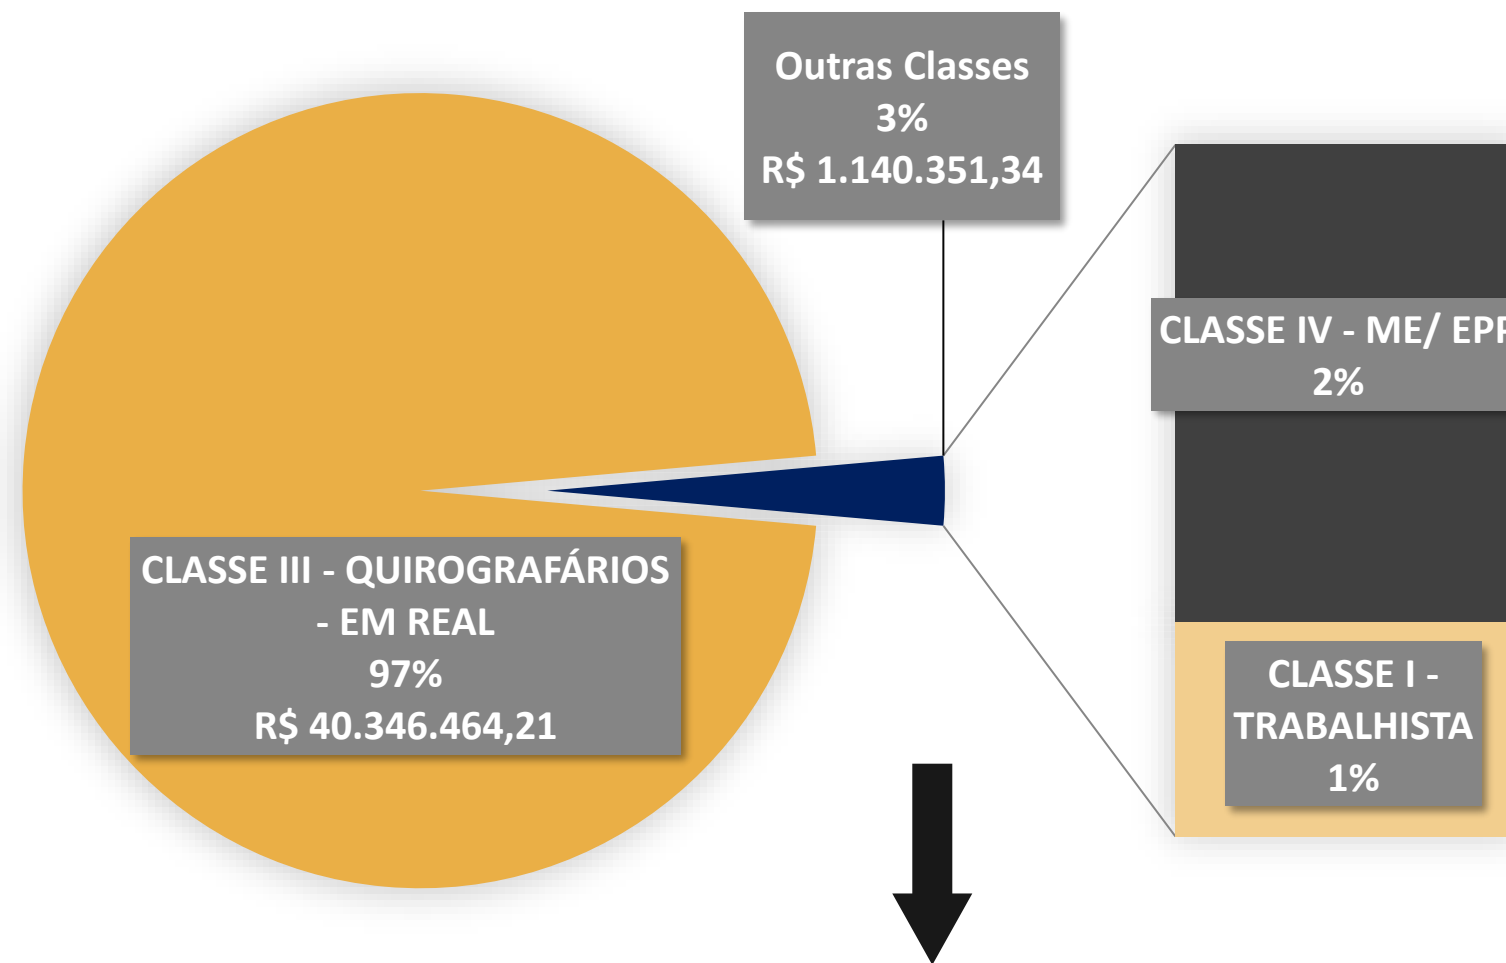 Outras Classes
3%
R$ 1.140.351,34
CLASSE IV - ME/ EPP
2%
CLASSE III - QUIROGRAFÁRIOS
- EM REAL
97%
R$ 40.346.464,21
CLASSE I -
TRABALHISTA
1%